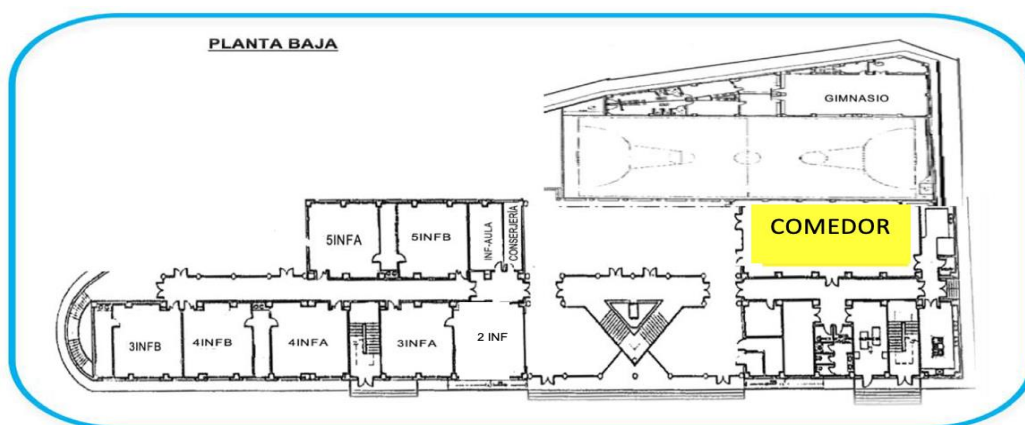 PLANTA BAJA
GIMNASIO
COMEDOR
5INFA
5INFB
INF-AULA
CONSERJERÍA
3INFB
4INFB
4INFA
3INFA
2 INF